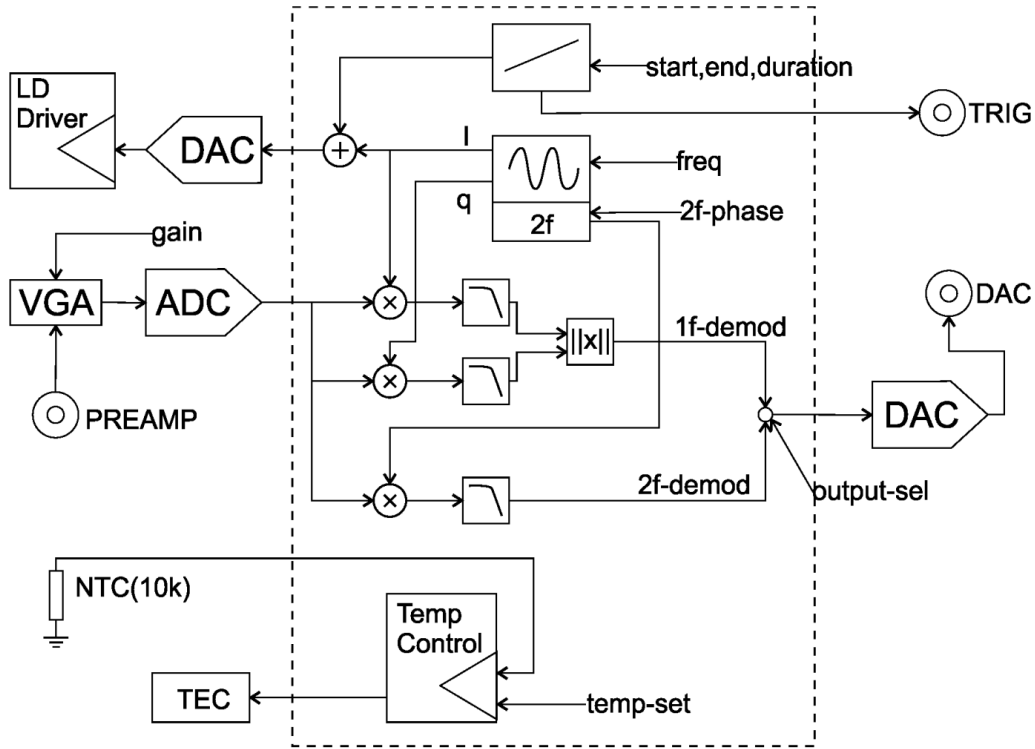 LD
Driver
DAC
start,end,duration
TRIG
I
q
freq
2f
2f-phase
gain
VGA
ADC
PREAMP
||x||
1f-demod
DAC
DAC
2f-demod
output-sel
NTC(10k)
Temp
Control
TEC
temp-set